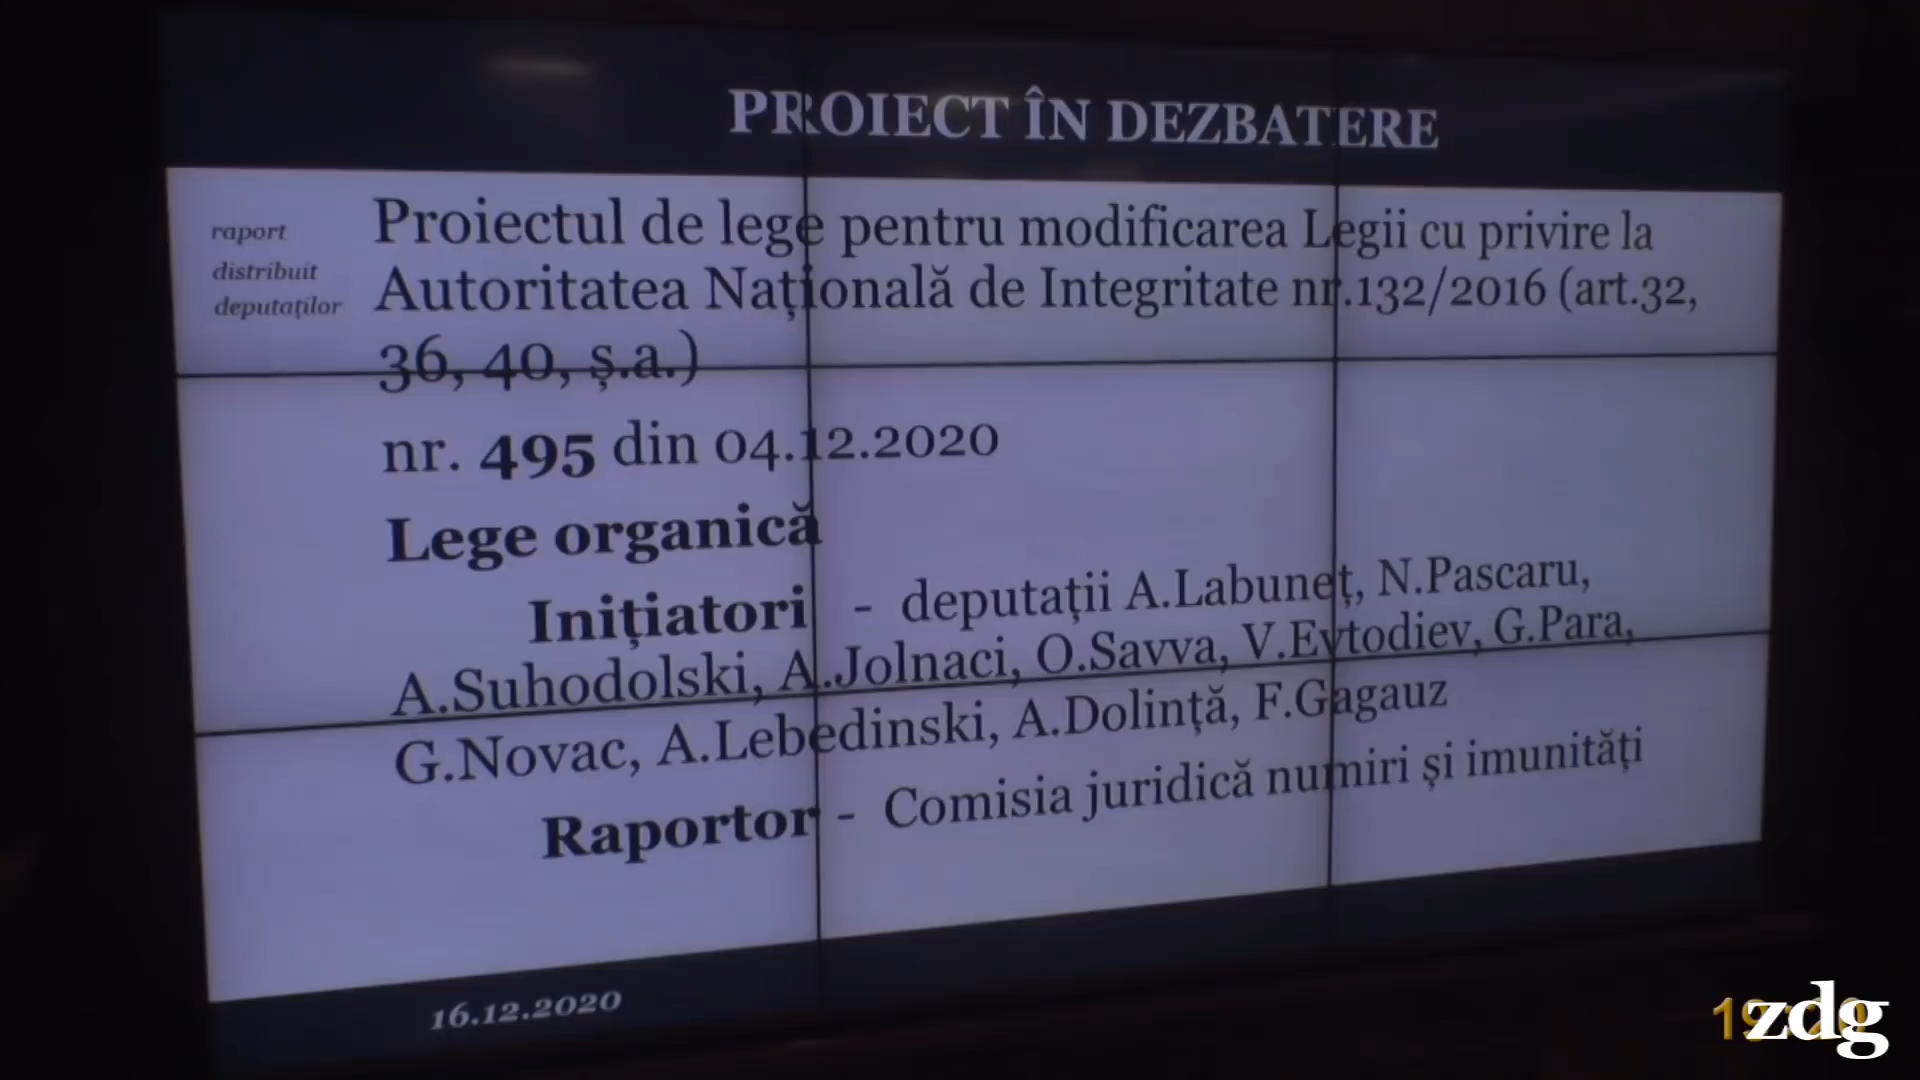 PROIECT ÎN DEZBATERE
raport
distribuit
deputaților
Proiectul de lege pentru modificarea Legii cu privire la
Autoritatea Națională de Integritate nr.132/2016 (art.32,
36, 40, ș.a.)
nr. 495 din 04.12.2020
Lege organică
Inițiatori - deputații A.Labuneț, N.Pascaru,
A.Suhodolski, A.Jolnaci, O.Savva, V.Evtodiev, G.Para,
G.Novac, A.Lebedinski, A.Dolință, F.Gagauz
Raportor - Comisia juridică numiri și imunități
16.12.2020
zdg